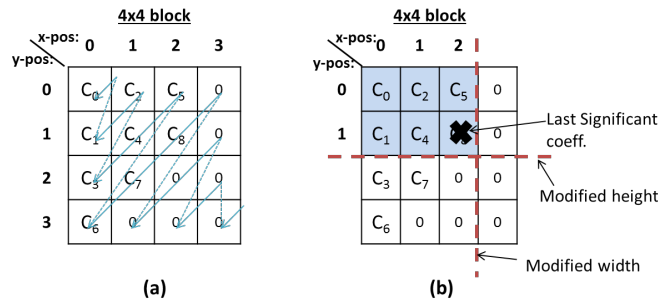 4x4 block
x-pos: 0 1 2 3
y-pos:
0 C0 C2 C5 0
1 C1 C4 C8 0
2 C3 C7 0 0
3 C6 0 0 0
(a)
4x4 block
x-pos: 0 1 2
y-pos:
0 C0 C2 C5 0
1 C1 C4 0
C3 C7 0 0
C6 0 0 0
Last Significant
coeff.
Modified height
Modified width
(b)